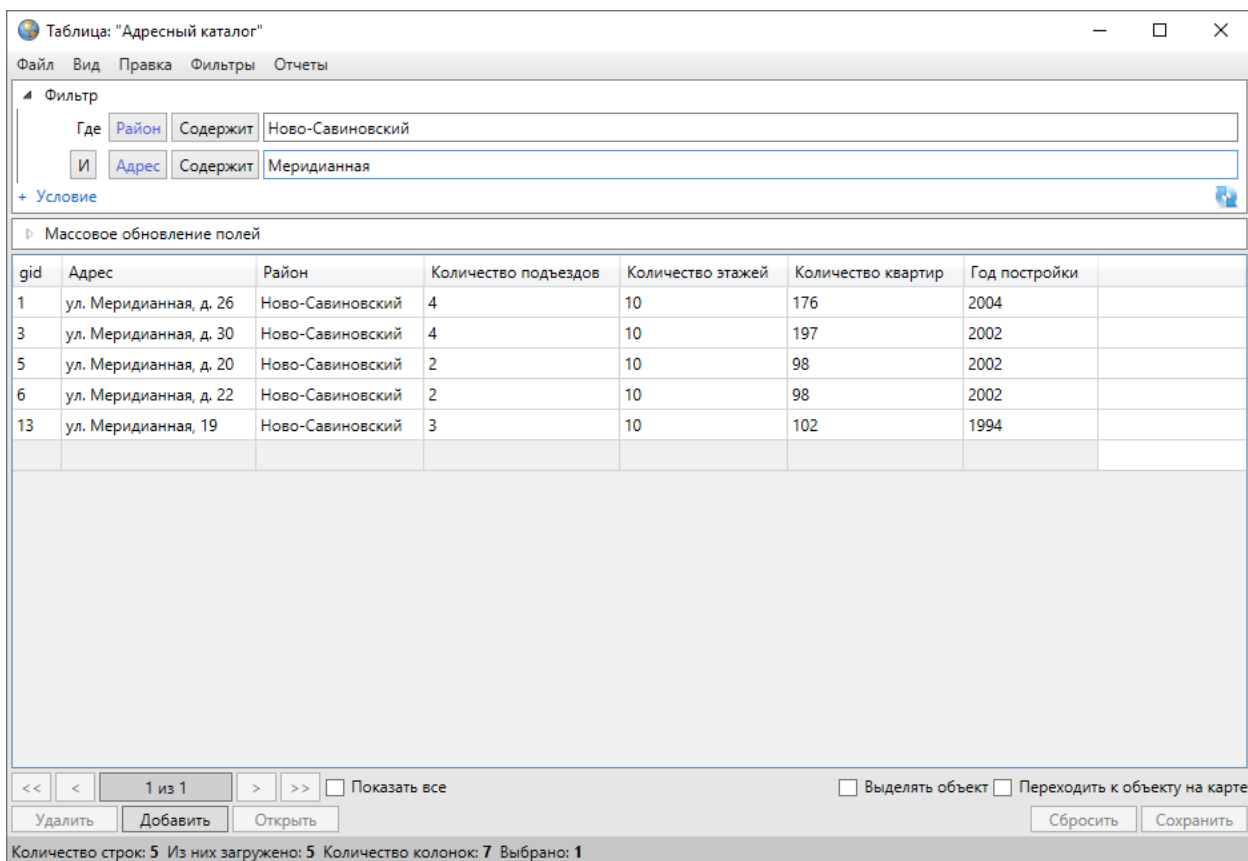 Таблица: "Адресный каталог"
Файл Вид Правка Фильтры Отчеты
Фильтр
Где Район Содержит Ново-Савиновский
И Адрес Содержит Меридианная
+ Условие
Массовое обновление полей
gid Адрес Район Количество подъездов Количество этажей Количество квартир Год постройки
1 ул. Меридианная, д. 26 Ново-Савиновский 4 10 176 2004
3 ул. Меридианная, д. 30 Ново-Савиновский 4 10 197 2002
5 ул. Меридианная, д. 20 Ново-Савиновский 2 10 98 2002
6 ул. Меридианная, д. 22 Ново-Савиновский 2 10 98 2002
13 ул. Меридианная, 19 Ново-Савиновский 3 10 102 1994
<< < 1 из 1 > >> Показать все Выделять объект Переходить к объекту на карте
Удалить Добавить Открыть Сбросить Сохранить
Количество строк: 5 Из них загружено: 5 Количество колонок: 7 Выбрано: 1